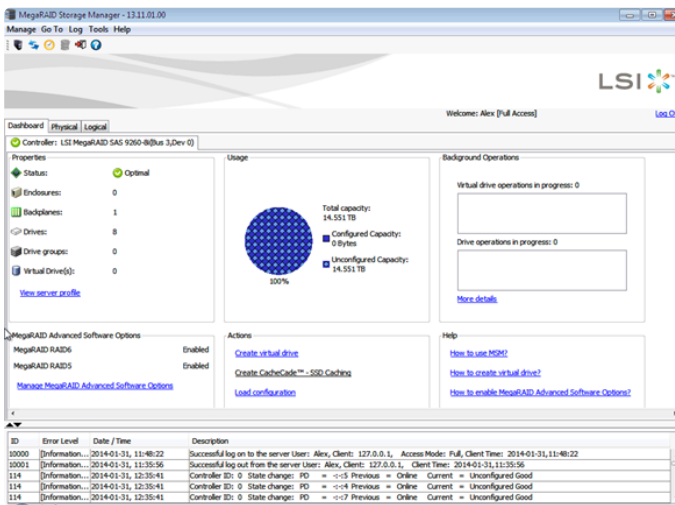 MegaRAID Storage Manager - 13.11.01.00
Manage Go To Log Tools Help
LSI
Welcome: Alex [Full Access]
Log O
Dashboard Physical Logical
Controller: LSI MegaRAID SAS 9260-8i(Bus 3,Dev 0)
Properties
Status: Optimal
Enclosures: 0
Backplanes: 1
Drives: 8
Drive groups: 0
Virtual Drive(s): 0
View server profile
Usage
100%
Total capacity:
14.551 TB
Configured Capacity:
0 Bytes
Unconfigured Capacity:
14.551 TB
Background Operations
Virtual drive operations in progress: 0
Drive operations in progress: 0
More details
MegaRAID Advanced Software Options
MegaRAID RAID6 Enabled
MegaRAID RAID5 Enabled
Manage MegaRAID Advanced Software Options
Actions
Create virtual drive
Create CacheCade™ - SSD Caching
Load configuration
Help
How to use MSM?
How to create virtual drive?
How to enable MegaRAID Advanced Software Options?
ID Error Level Date / Time Description
10000 [Information... 2014-01-31, 11:48:22 Successful log on to the server User: Alex, Client: 127.0.0.1, Access Mode: Full, Client Time: 2014-01-31,11:48:22
10001 [Information... 2014-01-31, 11:35:56 Successful log out from the server User: Alex, Client: 127.0.0.1, Client Time: 2014-01-31,11:35:56
114 [Information... 2014-01-31, 12:35:41 Controller ID: 0 State change: PD = -:-:5 Previous = Online Current = Unconfigured Good
114 [Information... 2014-01-31, 12:35:41 Controller ID: 0 State change: PD = -:-:4 Previous = Online Current = Unconfigured Good
114 [Information... 2014-01-31, 12:35:41 Controller ID: 0 State change: PD = -:-:7 Previous = Online Current = Unconfigured Good